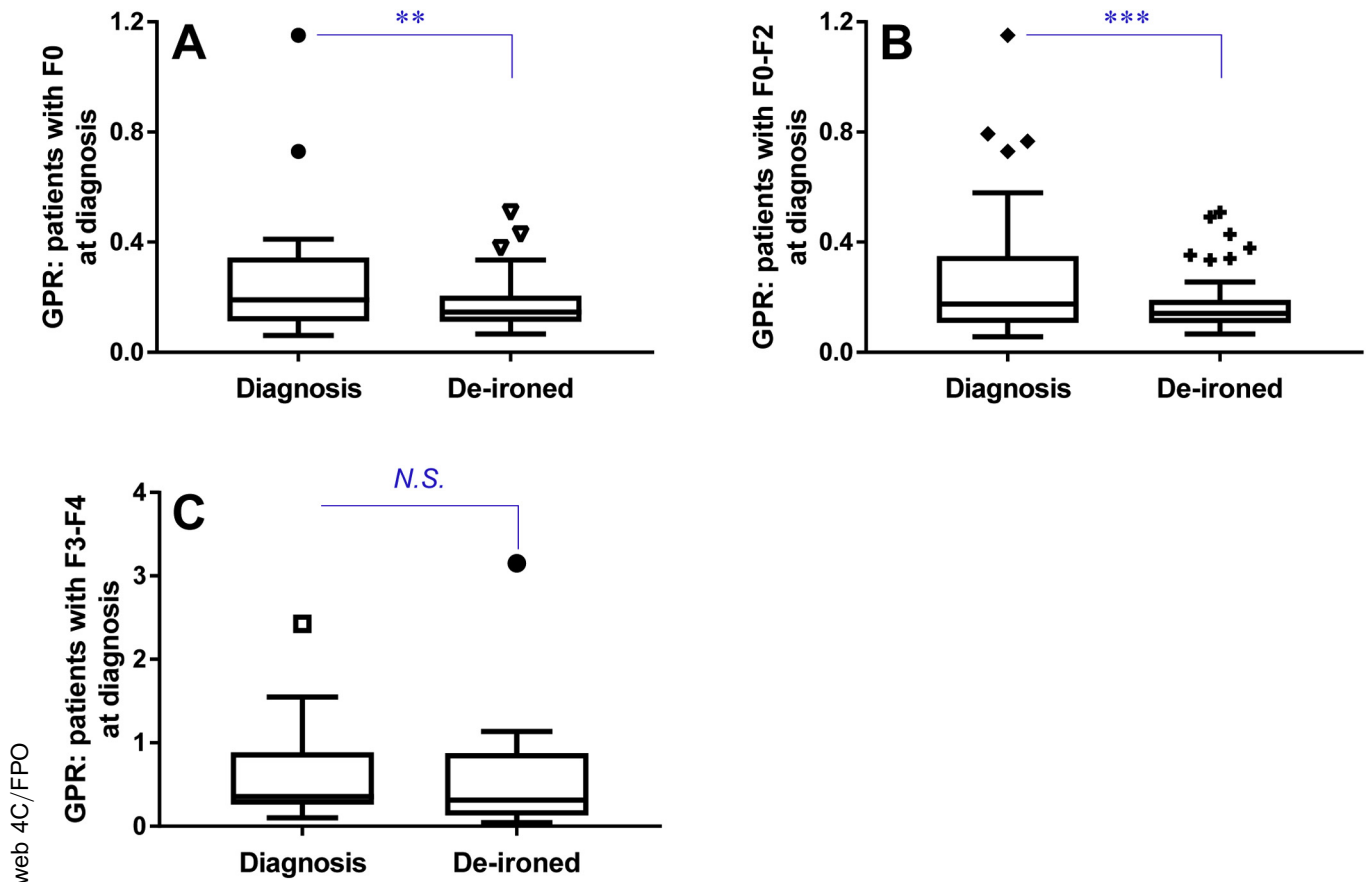 A
**
GPR: patients with F0
at diagnosis
1.2
0.8
0.4
0.0
Diagnosis De-ironed
B
***
GPR: patients with F0-F2
at diagnosis
1.2
0.8
0.4
0.0
Diagnosis De-ironed
C
N.S.
GPR: patients with F3-F4
at diagnosis
4
3
2
1
0
Diagnosis De-ironed
web 4C/FPO